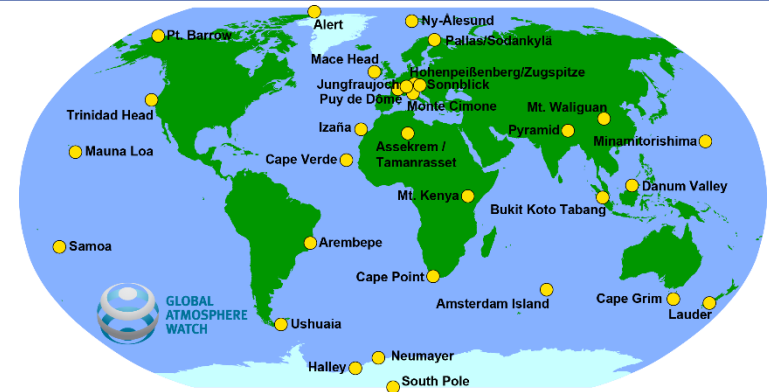 Alert
Ny-Ålesund
Pt. Barrow
Pallas/Sodankylä
Mace Head
Hohenpeißenberg/Zugspitze
Jungfraujoch
Sonnblick
Puy de Dôme
Monte Cimone
Trinidad Head
Mt. Waliguan
Izaña
Pyramid
Minamitorishima
Assekrem /
Tamanrasset
Mauna Loa
Cape Verde
Mt. Kenya
Danum Valley
Bukit Koto Tabang
Samoa
Arembepe
Cape Point
Amsterdam Island
Cape Grim
Lauder
GLOBAL
ATMOSPHERE
WATCH
Ushuaia
Neumayer
Halley
South Pole